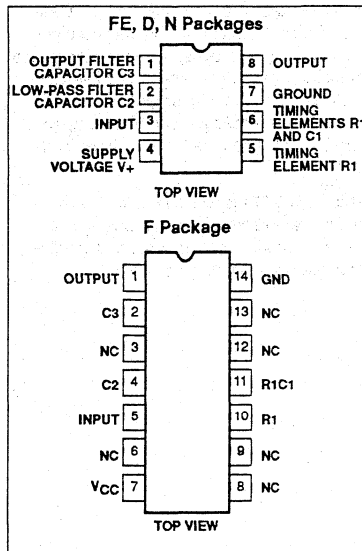 FE, D, N Packages
OUTPUT FILTER
CAPACITOR C3
1
8
OUTPUT
LOW-PASS FILTER
CAPACITOR C2
2
7
GROUND
INPUT
3
6
TIMING
ELEMENTS R1
AND C1
SUPPLY
VOLTAGE V+
4
5
TIMING
ELEMENT R1
TOP VIEW
F Package
OUTPUT
1
14
GND
C3
2
13
NC
NC
3
12
NC
C2
4
11
R1C1
INPUT
5
10
R1
NC
6
9
NC
VCC
7
8
NC
TOP VIEW